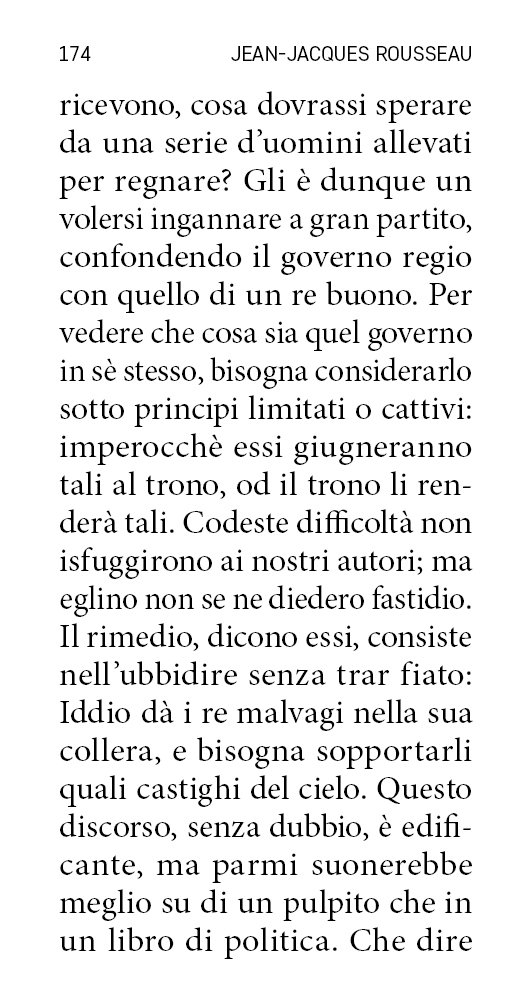 174 JEAN-JACQUES ROUSSEAU
ricevono, cosa dovrassi sperare
da una serie d’uomini allevati
per regnare? Gli è dunque un
volersi ingannare a gran partito,
confondendo il governo regio
con quello di un re buono. Per
vedere che cosa sia quel governo
in sè stesso, bisogna considerarlo
sotto principi limitati o cattivi:
imperocchè essi giugneranno
tali al trono, od il trono li ren-
derà tali. Codeste difficoltà non
isfuggirono ai nostri autori; ma
eglino non se ne diedero fastidio.
Il rimedio, dicono essi, consiste
nell’ubbidire senza trar fiato:
Iddio dà i re malvagi nella sua
collera, e bisogna sopportarli
quali castighi del cielo. Questo
discorso, senza dubbio, è edifi-
cante, ma parmi suonerebbe
meglio su di un pulpito che in
un libro di politica. Che dire